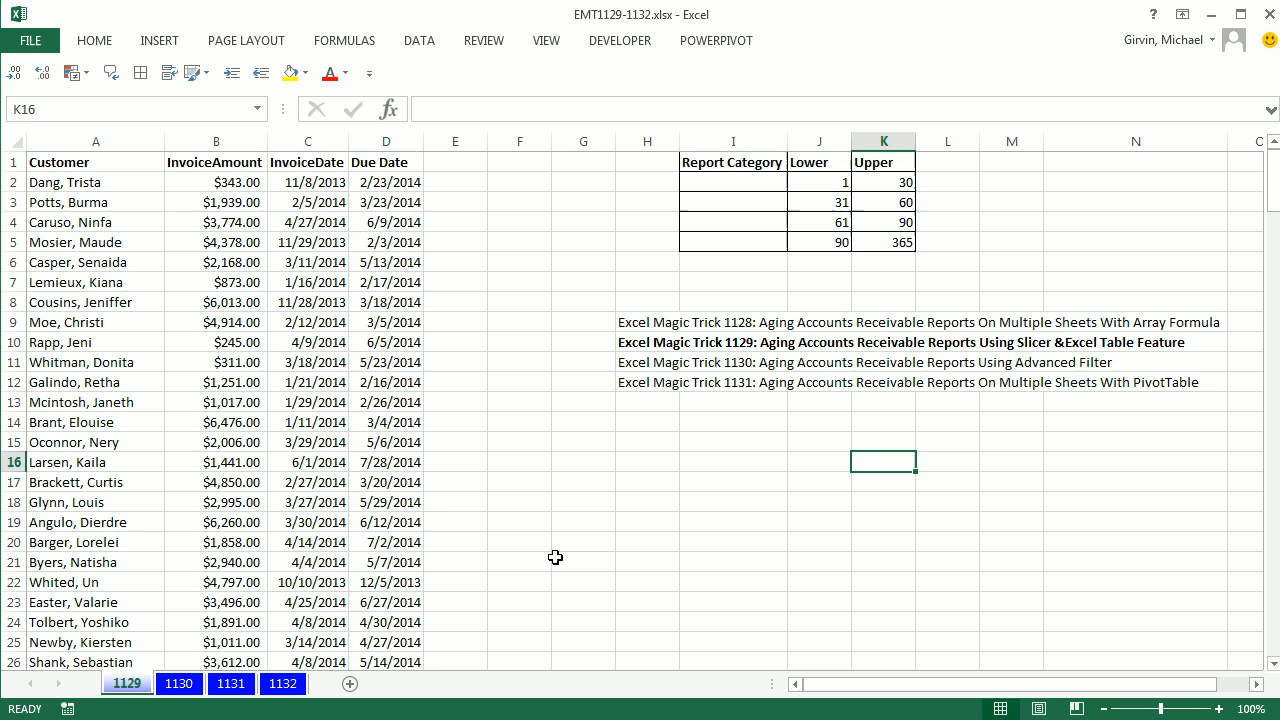 EMT1129-1132.xlsx - Excel
FILE HOME INSERT PAGE LAYOUT FORMULAS DATA REVIEW VIEW DEVELOPER POWERPIVOT Girvin, Michael
K16 fx
A B C D E F G H I J K L M N
1 Customer InvoiceAmount InvoiceDate Due Date Report Category Lower Upper
2 Dang, Trista $343.00 11/8/2013 2/23/2014 1 30
3 Potts, Burma $1,939.00 2/5/2014 3/23/2014 31 60
4 Caruso, Ninfa $3,774.00 4/27/2014 6/9/2014 61 90
5 Mosier, Maude $4,378.00 11/29/2013 2/3/2014 90 365
6 Casper, Senaida $2,168.00 3/11/2014 5/13/2014
7 Lemieux, Kiana $873.00 1/16/2014 2/17/2014
8 Cousins, Jeniffer $6,013.00 11/28/2013 3/18/2014
9 Moe, Christi $4,914.00 2/12/2014 3/5/2014 Excel Magic Trick 1128: Aging Accounts Receivable Reports On Multiple Sheets With Array Formula
10 Rapp, Jeni $245.00 4/9/2014 6/5/2014 Excel Magic Trick 1129: Aging Accounts Receivable Reports Using Slicer &Excel Table Feature
11 Whitman, Donita $311.00 3/18/2014 5/23/2014 Excel Magic Trick 1130: Aging Accounts Receivable Reports Using Advanced Filter
12 Galindo, Retha $1,251.00 1/21/2014 2/16/2014 Excel Magic Trick 1131: Aging Accounts Receivable Reports On Multiple Sheets With PivotTable
13 Mcintosh, Janeth $1,017.00 1/29/2014 2/26/2014
14 Brant, Elouise $6,476.00 1/11/2014 3/4/2014
15 Oconnor, Nery $2,006.00 3/29/2014 5/6/2014
16 Larsen, Kaila $1,441.00 6/1/2014 7/28/2014
17 Brackett, Curtis $4,850.00 2/27/2014 3/20/2014
18 Glynn, Louis $2,995.00 3/27/2014 5/29/2014
19 Angulo, Dierdre $6,260.00 3/30/2014 6/12/2014
20 Barger, Lorelei $1,858.00 4/14/2014 7/2/2014
21 Byers, Natisha $2,940.00 4/4/2014 5/7/2014
22 Whited, Un $4,797.00 10/10/2013 12/5/2013
23 Easter, Valarie $3,496.00 4/25/2014 6/27/2014
24 Tolbert, Yoshiko $1,891.00 4/8/2014 4/30/2014
25 Newby, Kiersten $1,011.00 3/14/2014 4/27/2014
26 Shank, Sebastian $3,612.00 4/8/2014 5/14/2014
1129 1130 1131 1132
READY 100%